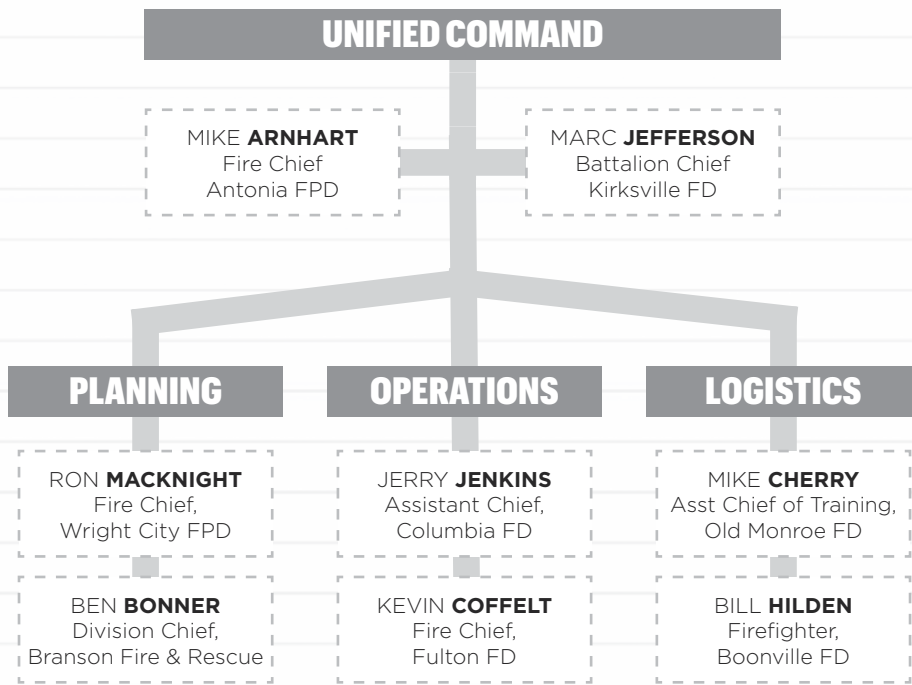 UNIFIED COMMAND
MIKE ARNHART
Fire Chief
Antonia FPD
MARC JEFFERSON
Battalion Chief
Kirksville FD
PLANNING
RON MACKNIGHT
Fire Chief,
Wright City FPD
BEN BONNER
Division Chief,
Branson Fire & Rescue
OPERATIONS
JERRY JENKINS
Assistant Chief,
Columbia FD
KEVIN COFFELT
Fire Chief,
Fulton FD
LOGISTICS
MIKE CHERRY
Asst Chief of Training,
Old Monroe FD
BILL HILDEN
Firefighter,
Boonville FD